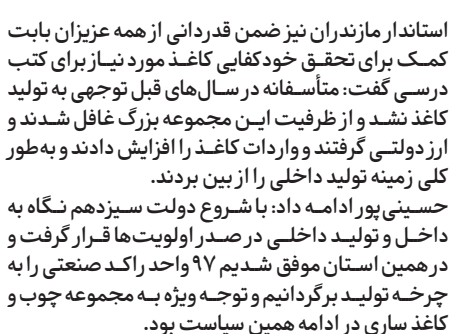 استاندار مازندران نیز ضمن قدردانی از همه عزیزان بابت
کمک برای تحقق خودکفایی کاغذ مورد نیاز برای کتب
درسی گفت: متأسفانه در سال‌های قبل توجهی به تولید
کاغذ نشد و از ظرفیت این مجموعه بزرگ غافل شدند و
ارز دولتی گرفتند و واردات کاغذ را افزایش دادند و به‌طور
کلی زمینه تولید داخلی را از بین بردند.
حسینی‌پور ادامه داد: با شروع دولت سیزدهم نگاه به
داخل و تولید داخلی در صدر اولویت‌ها قرار گرفت و
در همین استان موفق شدیم ۹۷ واحد راکد صنعتی را به
چرخه تولید برگردانیم و توجه ویژه به مجموعه چوب و
کاغذ ساری در ادامه همین سیاست بود.